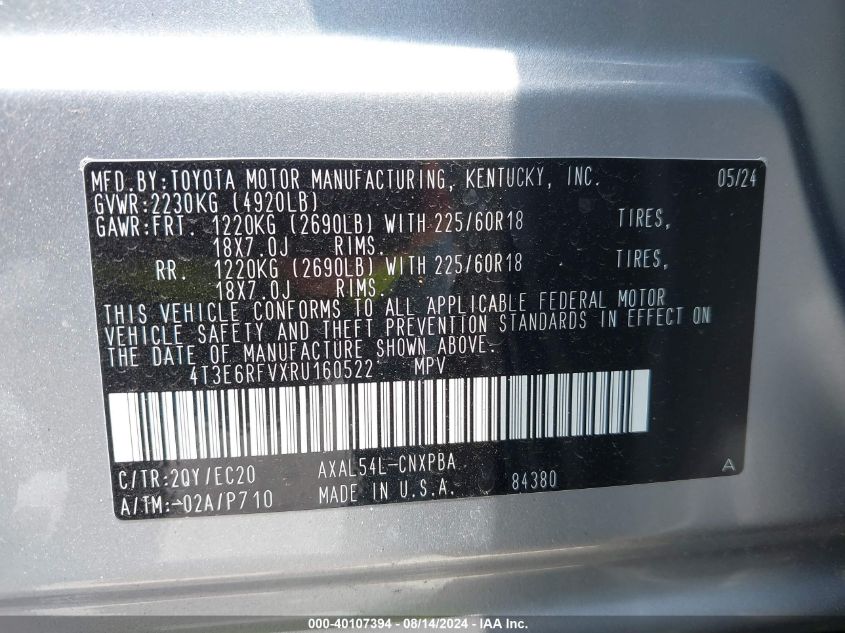 MFD.BY:TOYOTA MOTOR MANUFACTURING, KENTUCKY, INC. 05/24
GVWR:2230KG (4920LB)
GAWR:FRT. 1220KG (2690LB) WITH 225/60R18 TIRES,
18X7.0J RIMS.
RR. 1220KG (2690LB) WITH 225/60R18 TIRES,
18X7.0J RIMS.
THIS VEHICLE CONFORMS TO ALL APPLICABLE FEDERAL MOTOR
VEHICLE SAFETY AND THEFT PREVENTION STANDARDS IN EFFECT ON
THE DATE OF MANUFACTURE SHOWN ABOVE.
4T3E6RFVXRU160522 MPV
C/TR:2QY/EC20 AXAL54L-CNXPBA A
A/TM:-02A/P710 MADE IN U.S.A. 84380
000-40107394 - 08/14/2024 - IAA Inc.